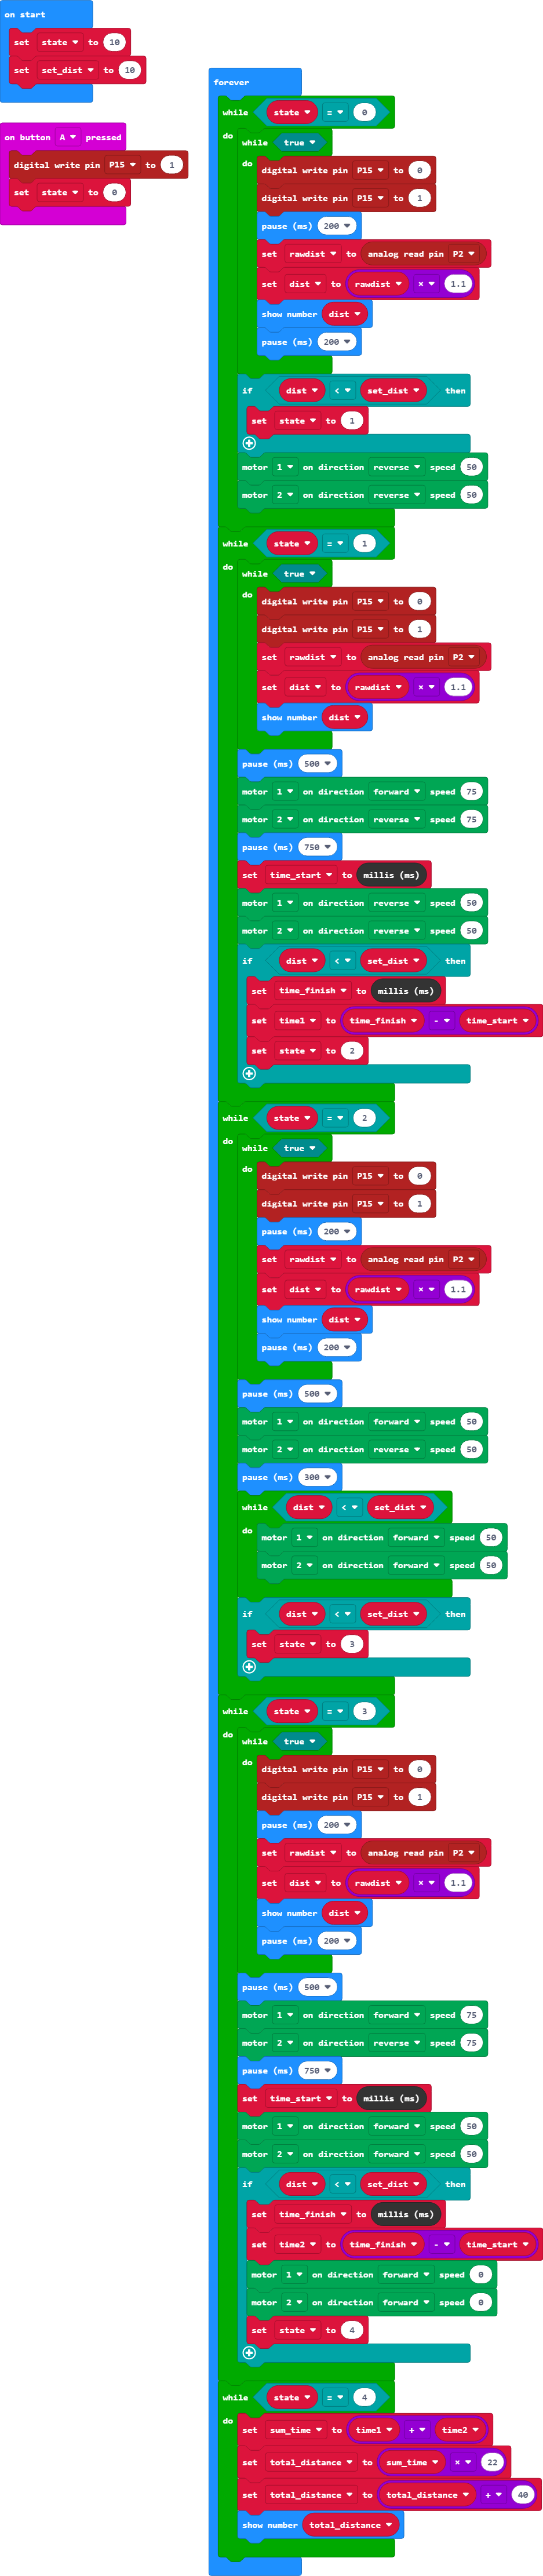 on start
set state to 10
set set_dist to 10
on button A pressed
digital write pin P15 to 1
set state to 0
forever
while state = 0
do while true
do digital write pin P15 to 0
digital write pin P15 to 1
pause (ms) 200
set rawdist to analog read pin P2
set dist to rawdist × 1.1
show number dist
pause (ms) 200
if dist < set_dist then
set state to 1
motor 1 on direction reverse speed 50
motor 2 on direction reverse speed 50
while state = 1
do while true
do digital write pin P15 to 0
digital write pin P15 to 1
set rawdist to analog read pin P2
set dist to rawdist × 1.1
show number dist
pause (ms) 500
motor 1 on direction forward speed 75
motor 2 on direction reverse speed 75
pause (ms) 750
set time_start to millis (ms)
motor 1 on direction reverse speed 50
motor 2 on direction reverse speed 50
if dist < set_dist then
set time_finish to millis (ms)
set time1 to time_finish - time_start
set state to 2
while state = 2
do while true
do digital write pin P15 to 0
digital write pin P15 to 1
pause (ms) 200
set rawdist to analog read pin P2
set dist to rawdist × 1.1
show number dist
pause (ms) 200
pause (ms) 500
motor 1 on direction forward speed 50
motor 2 on direction reverse speed 50
pause (ms) 300
while dist < set_dist
do motor 1 on direction forward speed 50
motor 2 on direction forward speed 50
if dist < set_dist then
set state to 3
while state = 3
do while true
do digital write pin P15 to 0
digital write pin P15 to 1
pause (ms) 200
set rawdist to analog read pin P2
set dist to rawdist × 1.1
show number dist
pause (ms) 200
pause (ms) 500
motor 1 on direction forward speed 75
motor 2 on direction reverse speed 75
pause (ms) 750
set time_start to millis (ms)
motor 1 on direction forward speed 50
motor 2 on direction forward speed 50
if dist < set_dist then
set time_finish to millis (ms)
set time2 to time_finish - time_start
motor 1 on direction forward speed 0
motor 2 on direction forward speed 0
set state to 4
while state = 4
do set sum_time to time1 + time2
set total_distance to sum_time × 22
set total_distance to total_distance + 40
show number total_distance